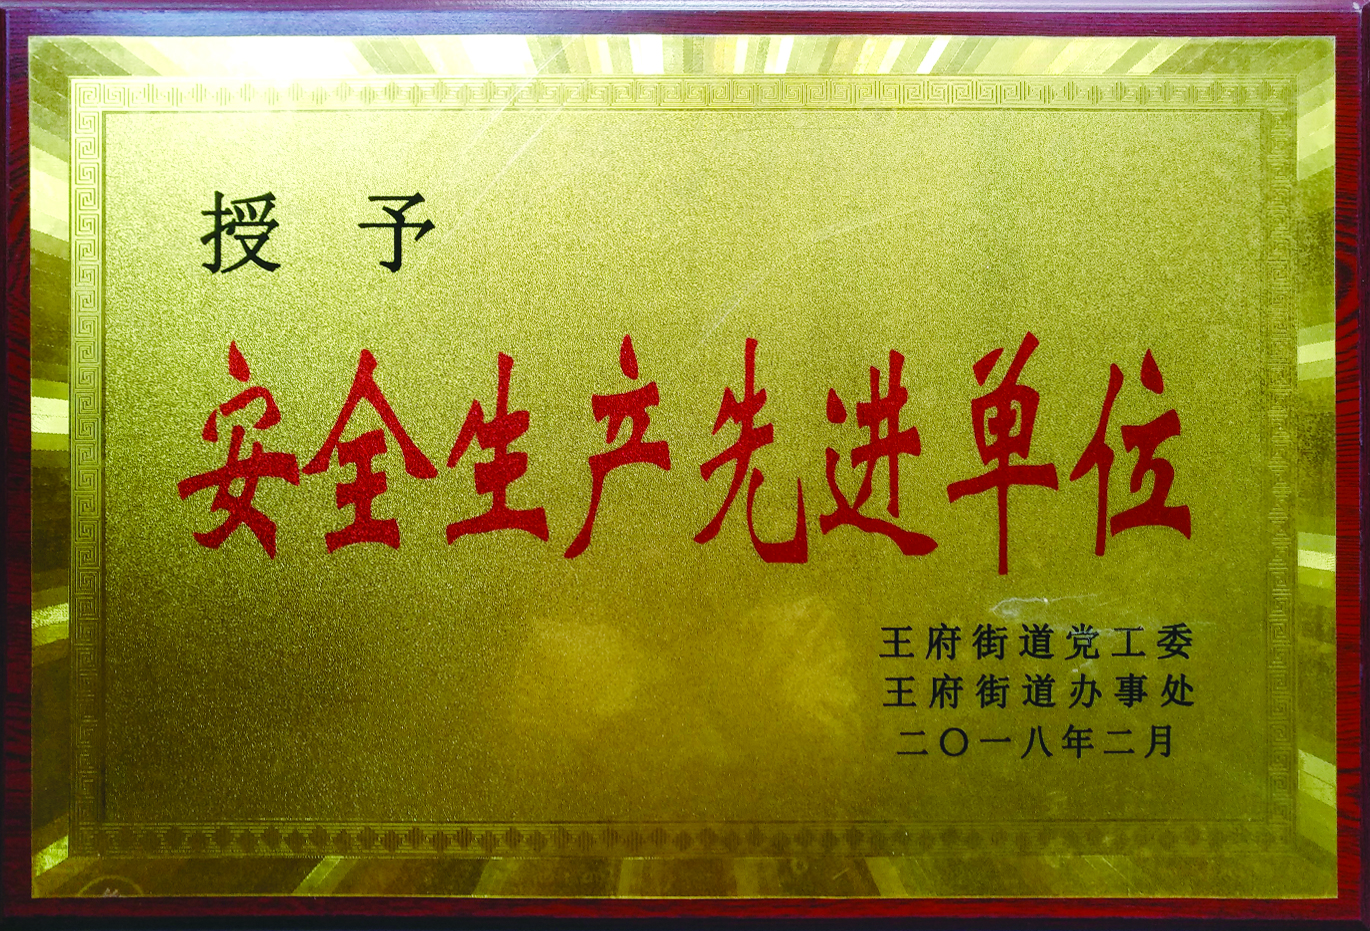 授予
安全生产先进单位
王府街道党工委
王府街道办事处
二〇一八年二月